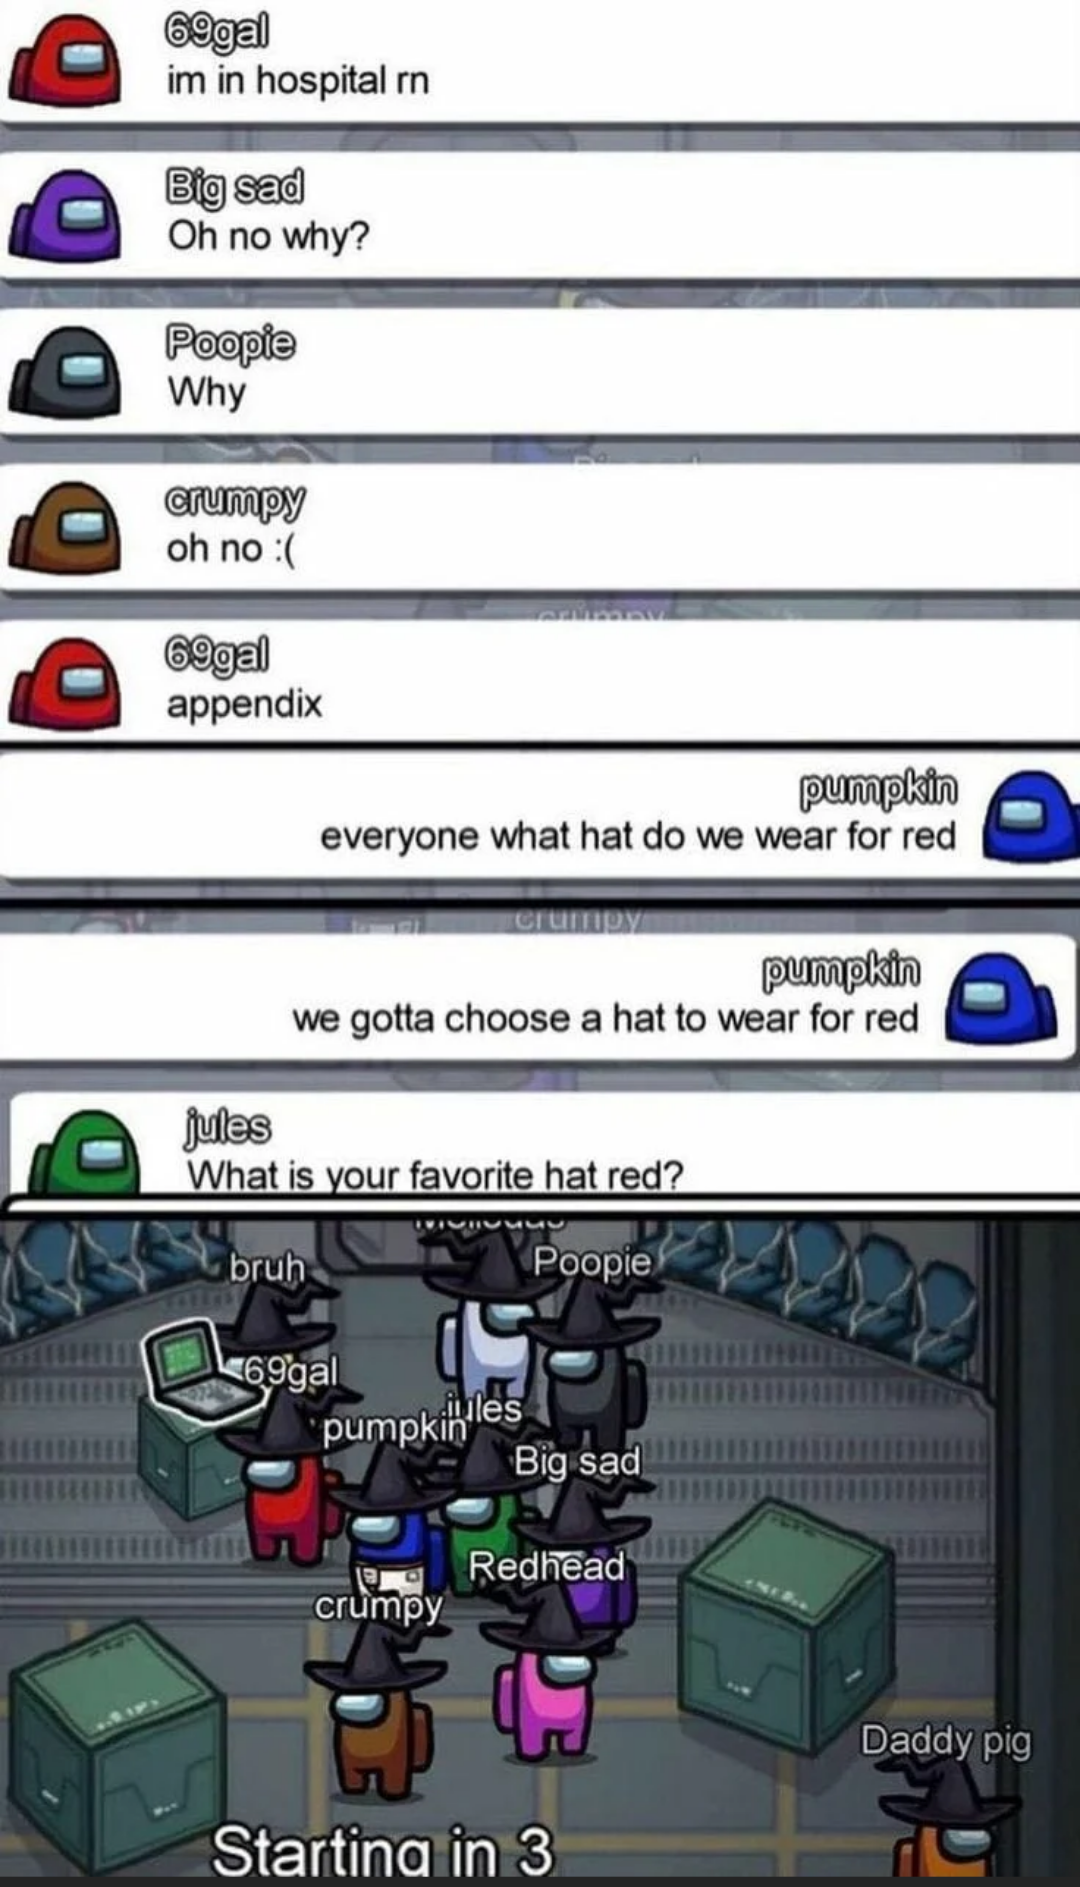 69gal
im in hospital rn
Big sad
Oh no why?
Poopie
Why
crumpy
oh no :(
crumpy
69gal
appendix
pumpkin
everyone what hat do we wear for red
crumpy
pumpkin
we gotta choose a hat to wear for red
jules
What is your favorite hat red?
bruh
Poopie
69gal
jules
pumpkin
Big sad
Redhead
crumpy
Daddy pig
Starting in 3